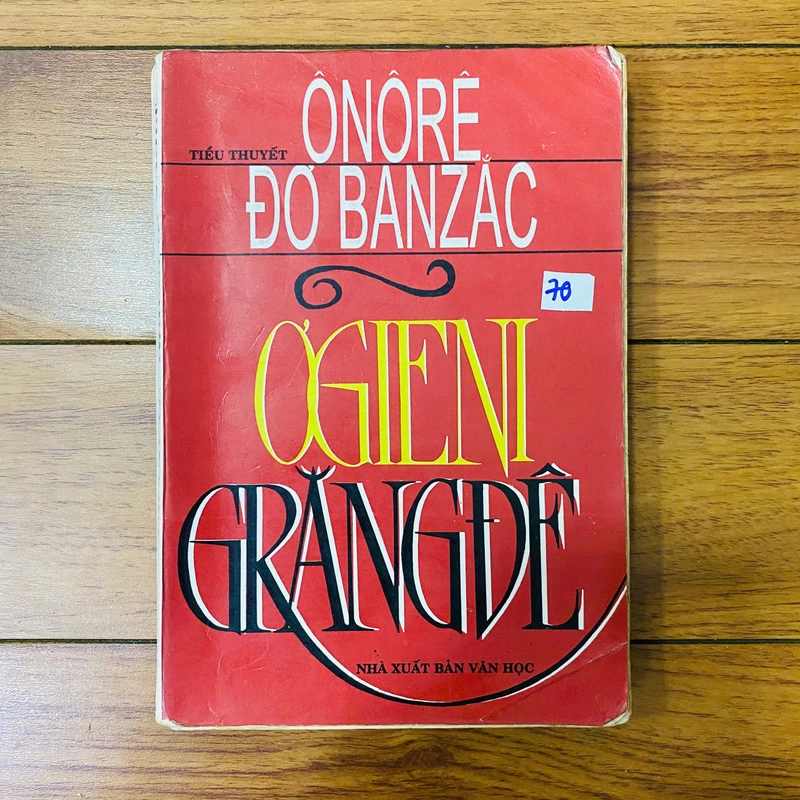 ÔNÔRÊ
TIỂU THUYẾT
ĐƠ BANZẮC
70
ƠGIENI
GRĂNGĐÊ
NHÀ XUẤT BẢN VĂN HỌC